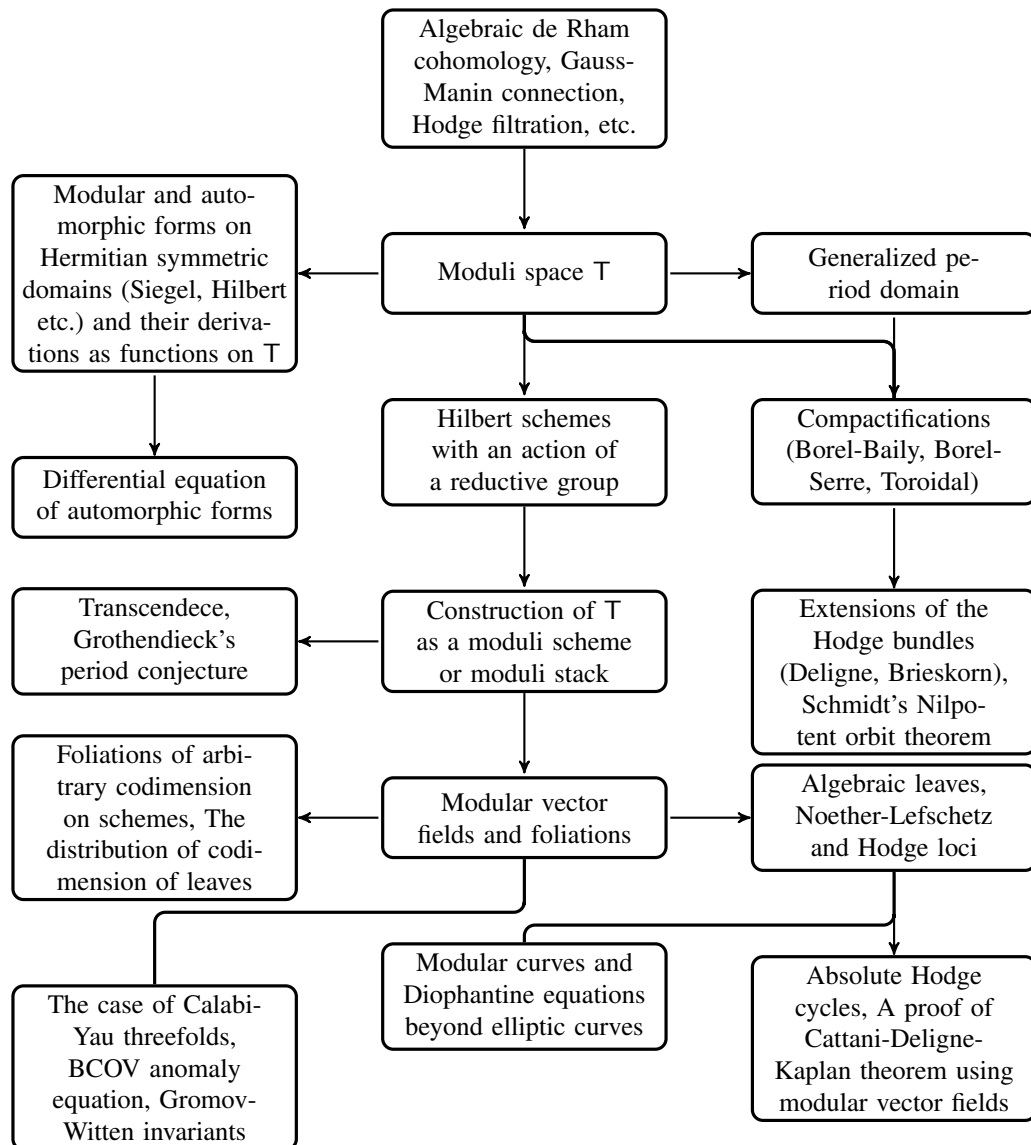 Algebraic de Rham
cohomology, Gauss-
Manin connection,
Hodge filtration, etc.
Modular and auto-
morphic forms on
Hermitian symmetric
domains (Siegel, Hilbert
etc.) and their deriva-
tions as functions on T
Moduli space T
Generalized pe-
riod domain
Differential equation
of automorphic forms
Hilbert schemes
with an action of
a reductive group
Compactifications
(Borel-Baily, Borel-
Serre, Toroidal)
Transcendece,
Grothendieck's
period conjecture
Construction of T
as a moduli scheme
or moduli stack
Extensions of the
Hodge bundles
(Deligne, Brieskorn),
Schmidt's Nilpo-
tent orbit theorem
Foliations of arbi-
trary codimension
on schemes, The
distribution of codi-
mension of leaves
Modular vector
fields and foliations
Algebraic leaves,
Noether-Lefschetz
and Hodge loci
The case of Calabi-
Yau threefolds,
BCOV anomaly
equation, Gromov-
Witten invariants
Modular curves and
Diophantine equations
beyond elliptic curves
Absolute Hodge
cycles, A proof of
Cattani-Deligne-
Kaplan theorem using
modular vector fields